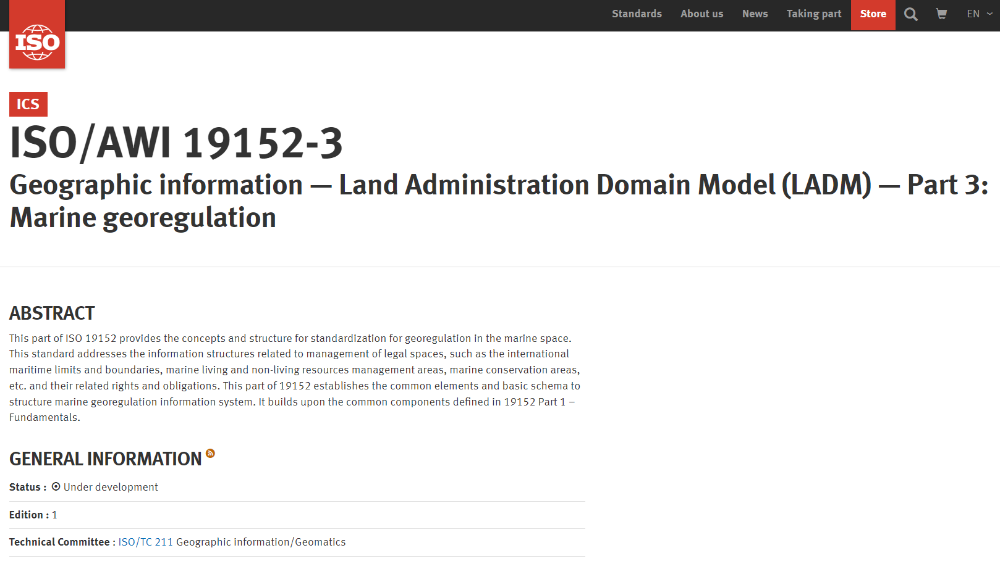 Standards About us News Taking part Store EN
ISO
ICS
ISO/AWI 19152-3
Geographic information — Land Administration Domain Model (LADM) — Part 3:
Marine georegulation
ABSTRACT
This part of ISO 19152 provides the concepts and structure for standardization for georegulation in the marine space.
This standard addresses the information structures related to management of legal spaces, such as the international
maritime limits and boundaries, marine living and non-living resources management areas, marine conservation areas,
etc. and their related rights and obligations. This part of 19152 establishes the common elements and basic schema to
structure marine georegulation information system. It builds upon the common components defined in 19152 Part 1 –
Fundamentals.
GENERAL INFORMATION
Status : Under development
Edition : 1
Technical Committee : ISO/TC 211 Geographic information/Geomatics